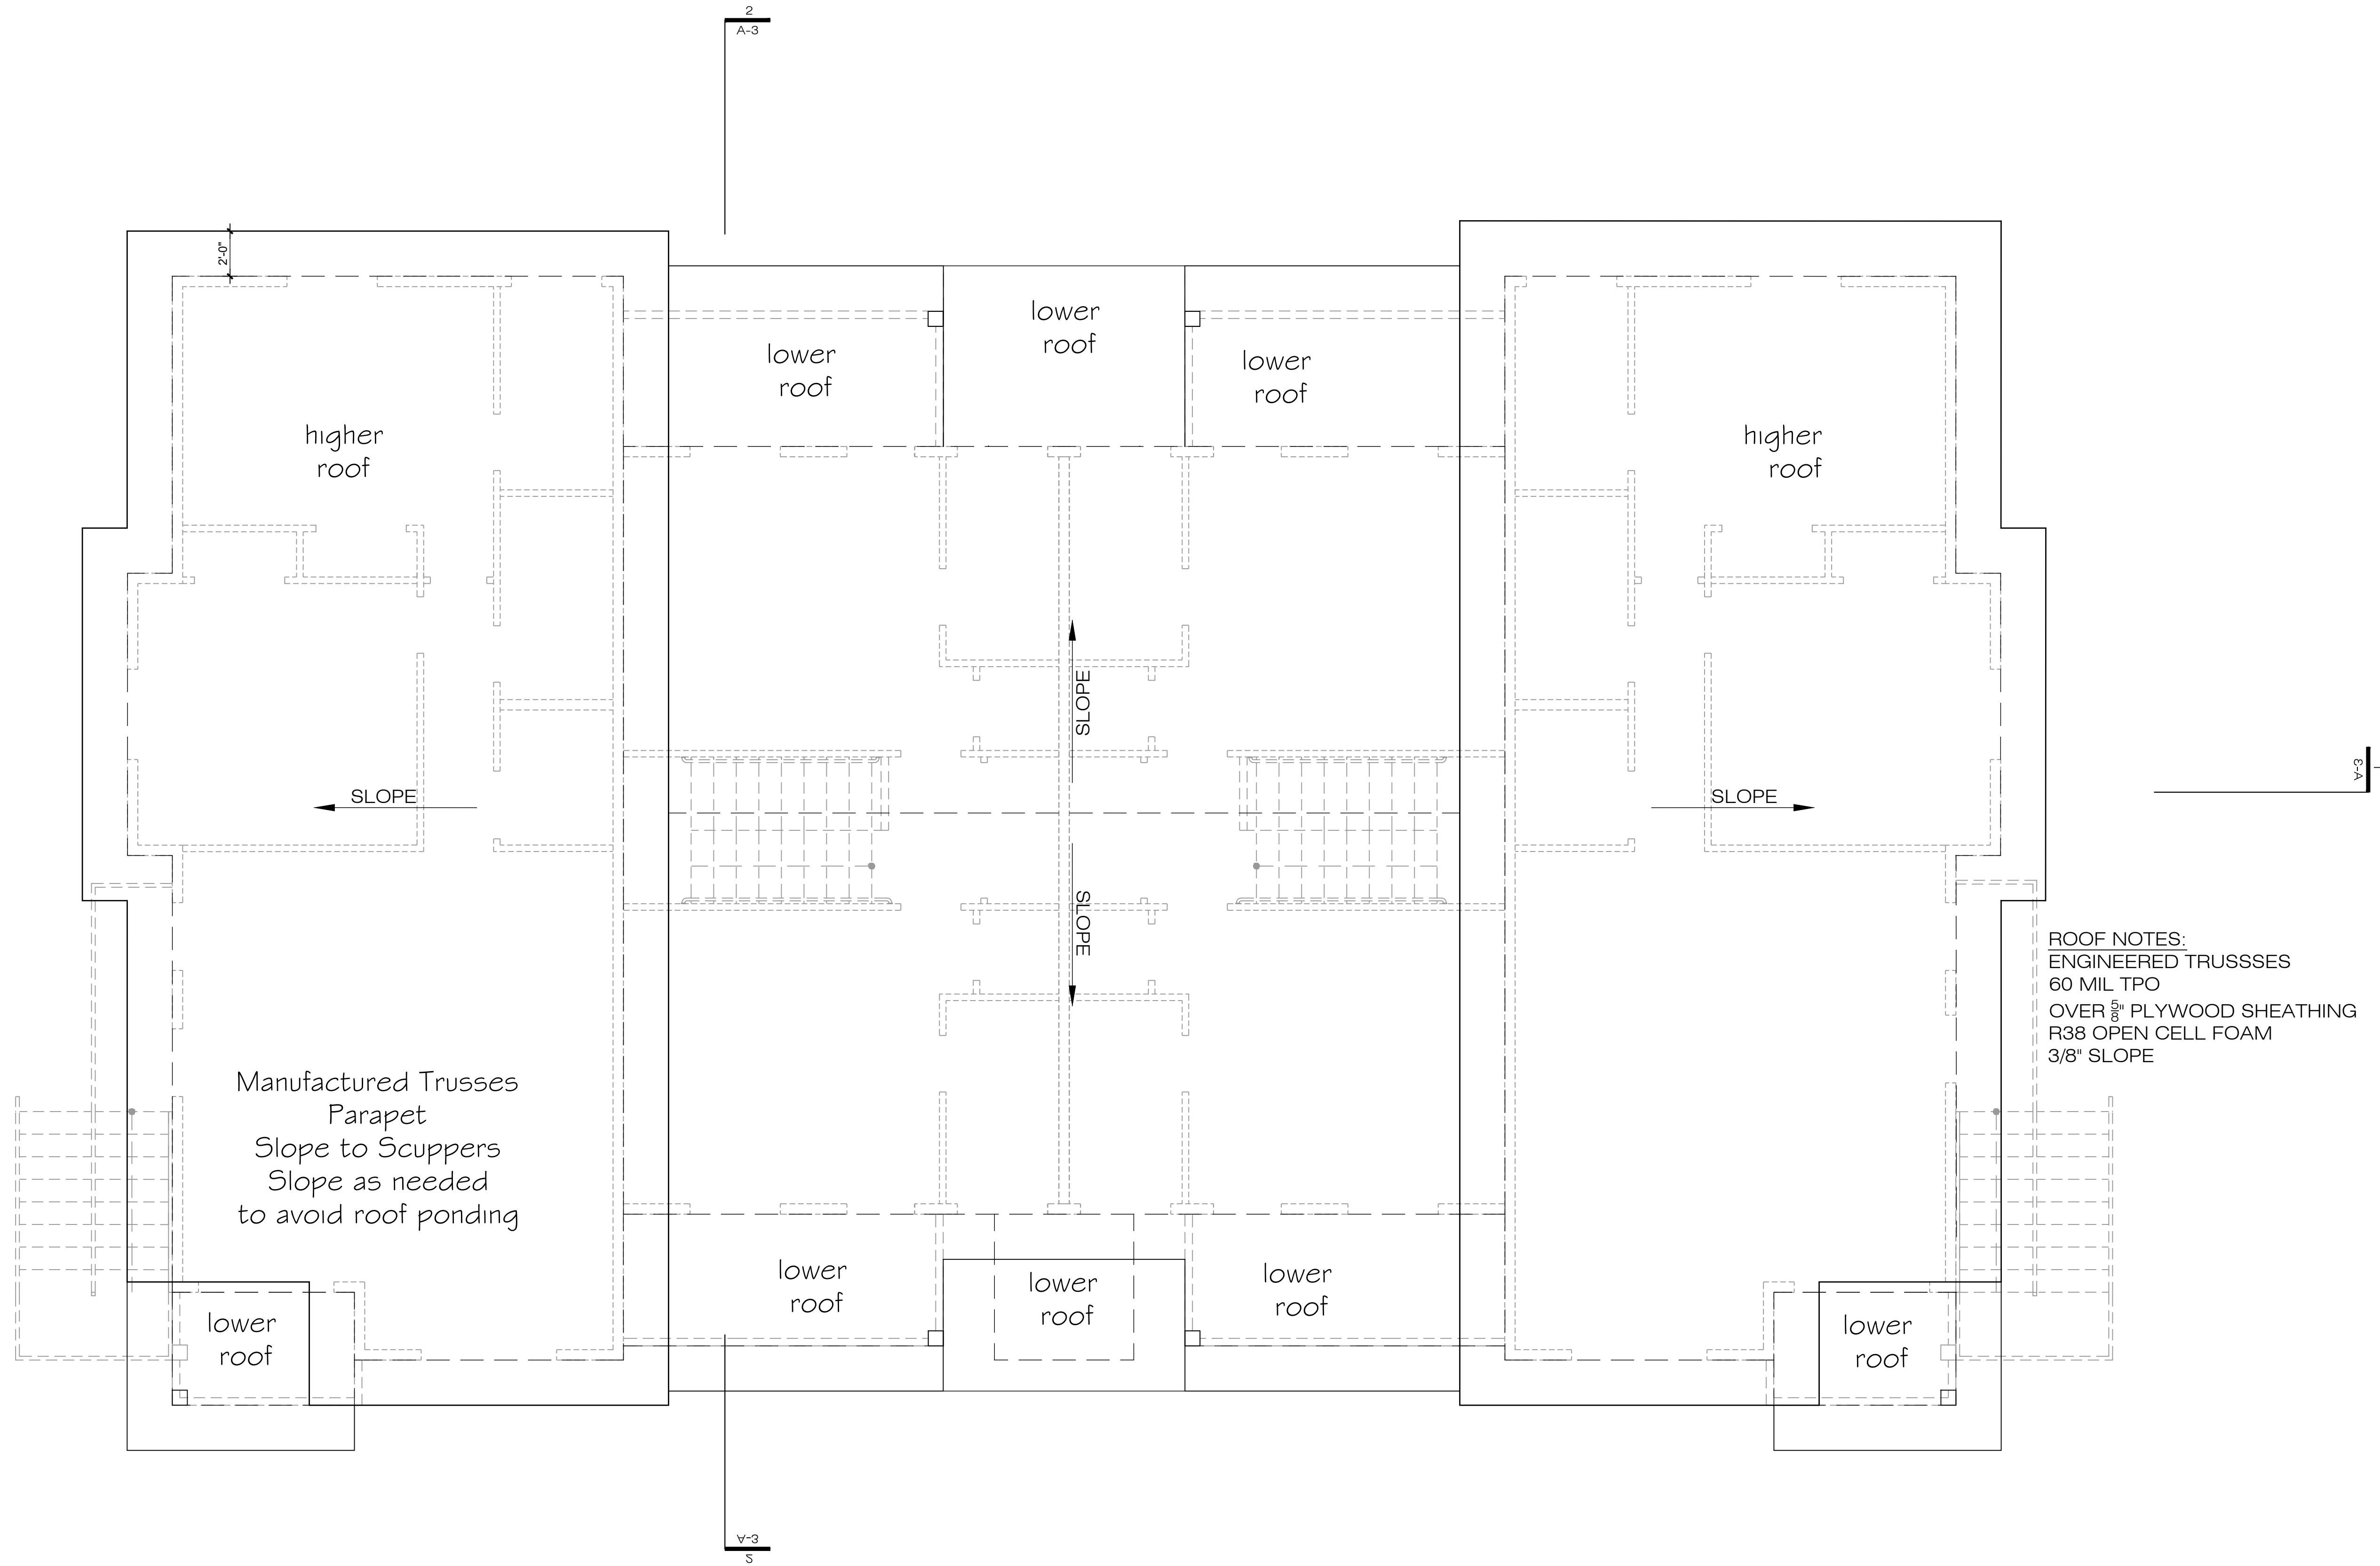 2
A-3
2'-0"
lower
roof
lower
roof
lower
roof
higher
roof
higher
roof
SLOPE
SLOPE
SLOPE
SLOPE
A-3
ROOF NOTES:
ENGINEERED TRUSSSES
60 MIL TPO
OVER 5/8" PLYWOOD SHEATHING
R38 OPEN CELL FOAM
3/8" SLOPE
Manufactured Trusses
Parapet
Slope to Scuppers
Slope as needed
to avoid roof ponding
lower
roof
lower
roof
lower
roof
lower
roof
lower
roof
A-3
2